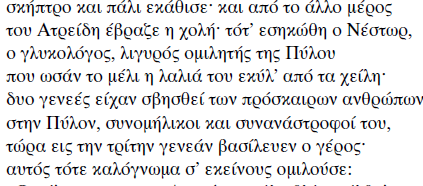 σκήπτρο και πάλι εκάθισε· και από το άλλο μέρος
του Ατρείδη έβραζε η χολή· τότ' εσηκώθη ο Νέστωρ,
ο γλυκολόγος, λιγυρός ομιλητής της Πύλου
που ωσάν το μέλι η λαλιά του εκύλ' από τα χείλη·
δυο γενεές είχαν σβησθεί των πρόσκαιρων ανθρώπων
στην Πύλον, συνομήλικοι και συνανάστροφοί του,
τώρα εις την τρίτην γενεάν βασίλευεν ο γέρος·
αυτός τότε καλόγνωμα σ' εκείνους ομιλούσε: